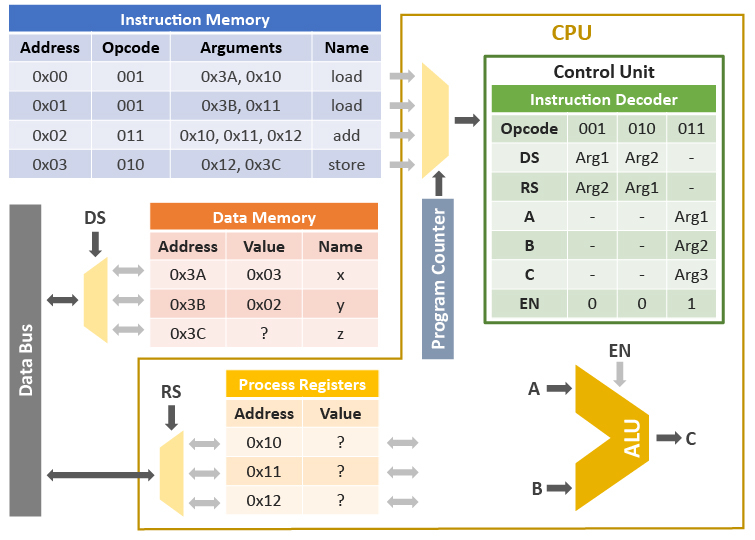 Instruction Memory
Address Opcode Arguments Name
0x00 001 0x3A, 0x10 load
0x01 001 0x3B, 0x11 load
0x02 011 0x10, 0x11, 0x12 add
0x03 010 0x12, 0x3C store
CPU
Control Unit
Instruction Decoder
Opcode 001 010 011
DS Arg1 Arg2 -
RS Arg2 Arg1 -
A - - Arg1
B - - Arg2
C - - Arg3
EN 0 0 1
Program Counter
Data Bus
DS
Data Memory
Address Value Name
0x3A 0x03 x
0x3B 0x02 y
0x3C ? z
RS
Process Registers
Address Value
0x10 ?
0x11 ?
0x12 ?
EN
A
ALU
C
B